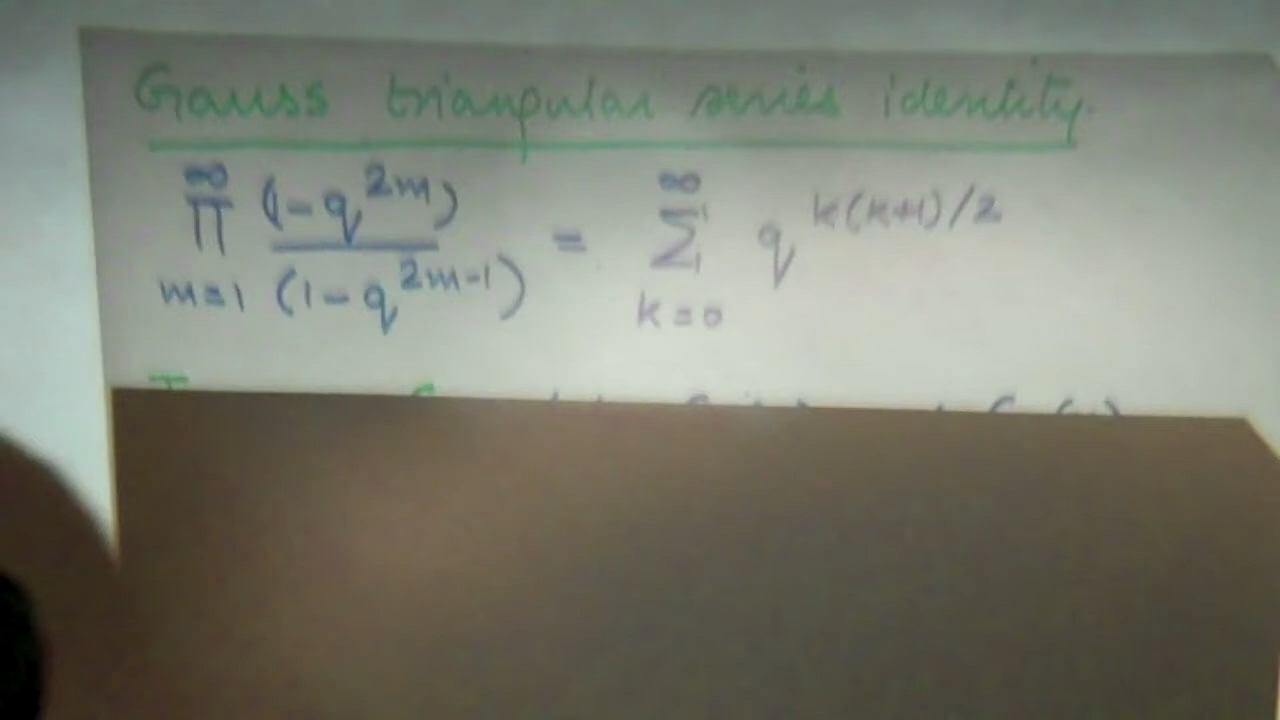 Gauss triangular series identity.
∞ ∏ m=1 (1-q^{2m}) / (1-q^{2m-1}) = ∞ ∑ k=0 q^{k(k+1)/2}